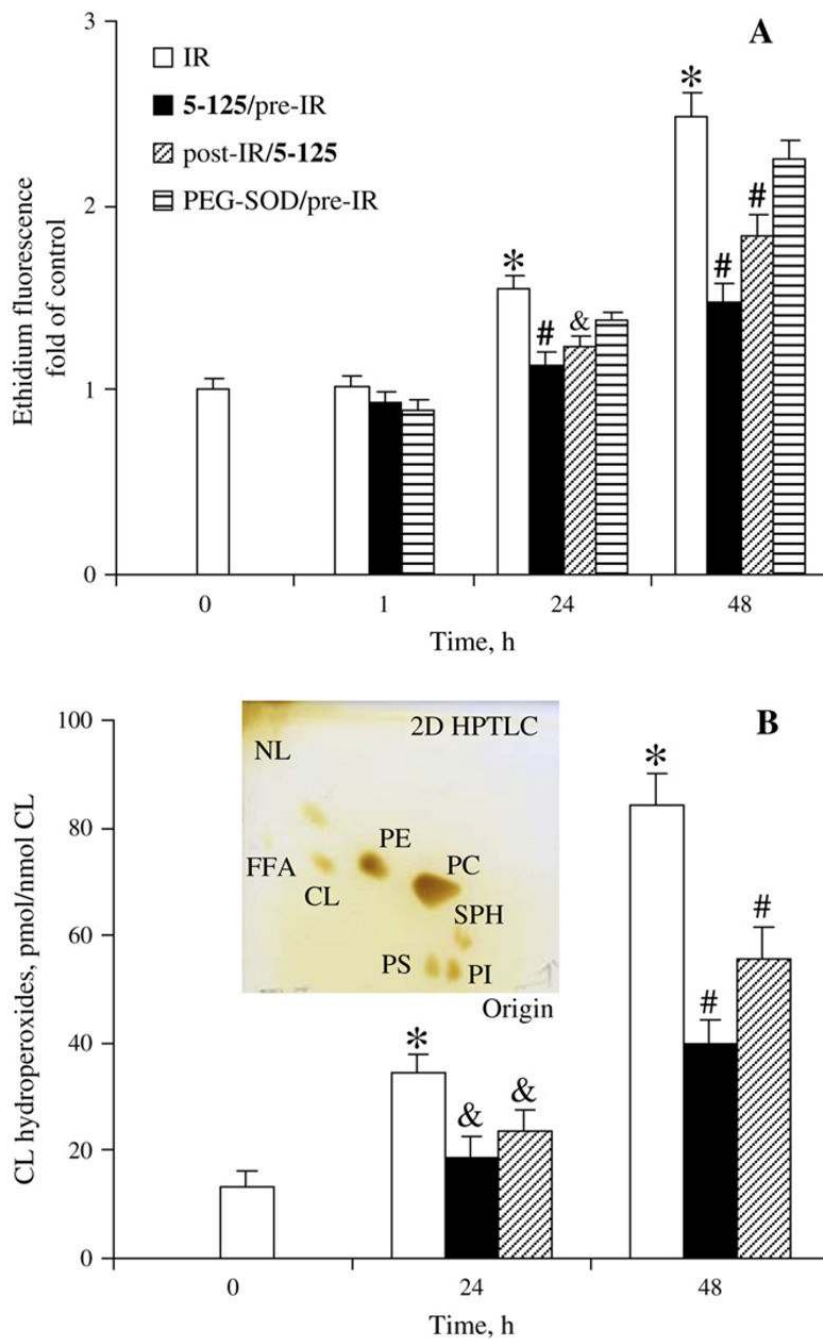 A
3
2
1
0
Ethidium fluorescence
fold of control
IR
5-125/pre-IR
post-IR/5-125
PEG-SOD/pre-IR
*
#
&
*
#
#
0
1
24
48
Time, h
B
100
80
60
40
20
0
CL hydroperoxides, pmol/nmol CL
2D HPTLC
NL
PE
PC
FFA
CL
SPH
PS
PI
Origin
*
&
&
*
#
#
0
24
48
Time, h